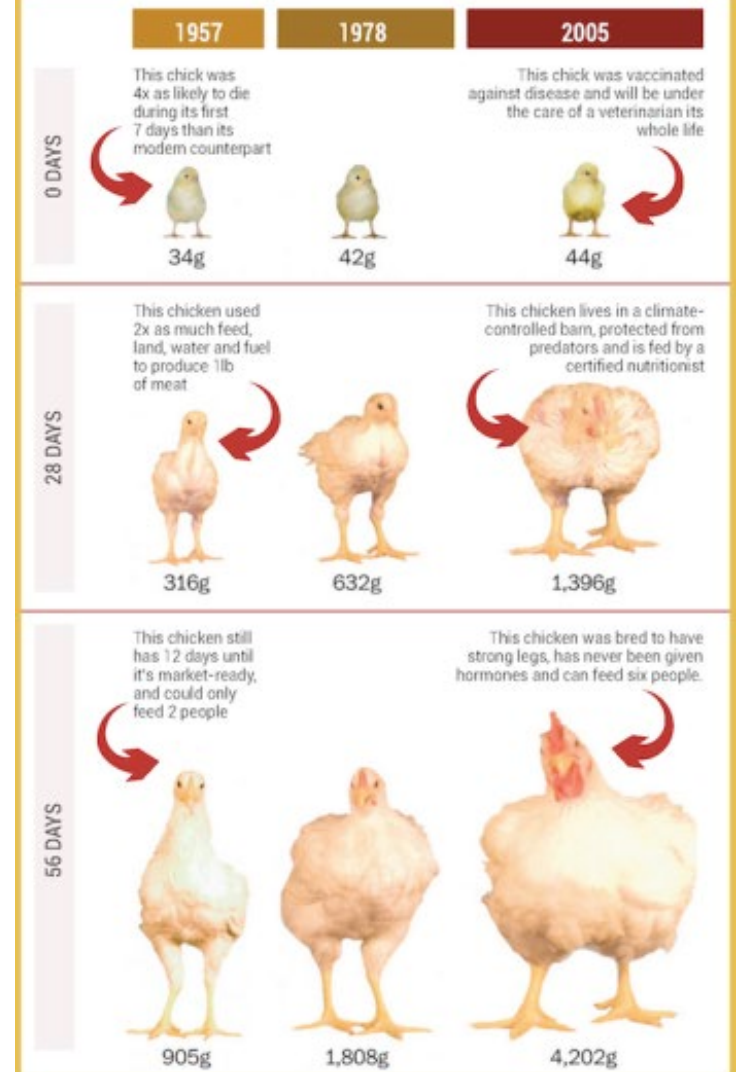 1957
1978
2005
0 DAYS
This chick was
4x as likely to die
during its first
7 days than its
modern counterpart
This chick was vaccinated
against disease and will be under
the care of a veterinarian its
whole life
34g
42g
44g
28 DAYS
This chicken used
2x as much feed,
land, water and fuel
to produce 1lb
of meat
This chicken lives in a climate-
controlled barn, protected from
predators and is fed by a
certified nutritionist
316g
632g
1,396g
56 DAYS
This chicken still
has 12 days until
it's market-ready,
and could only
feed 2 people
This chicken was bred to have
strong legs, has never been given
hormones and can feed six people.
905g
1,808g
4,202g